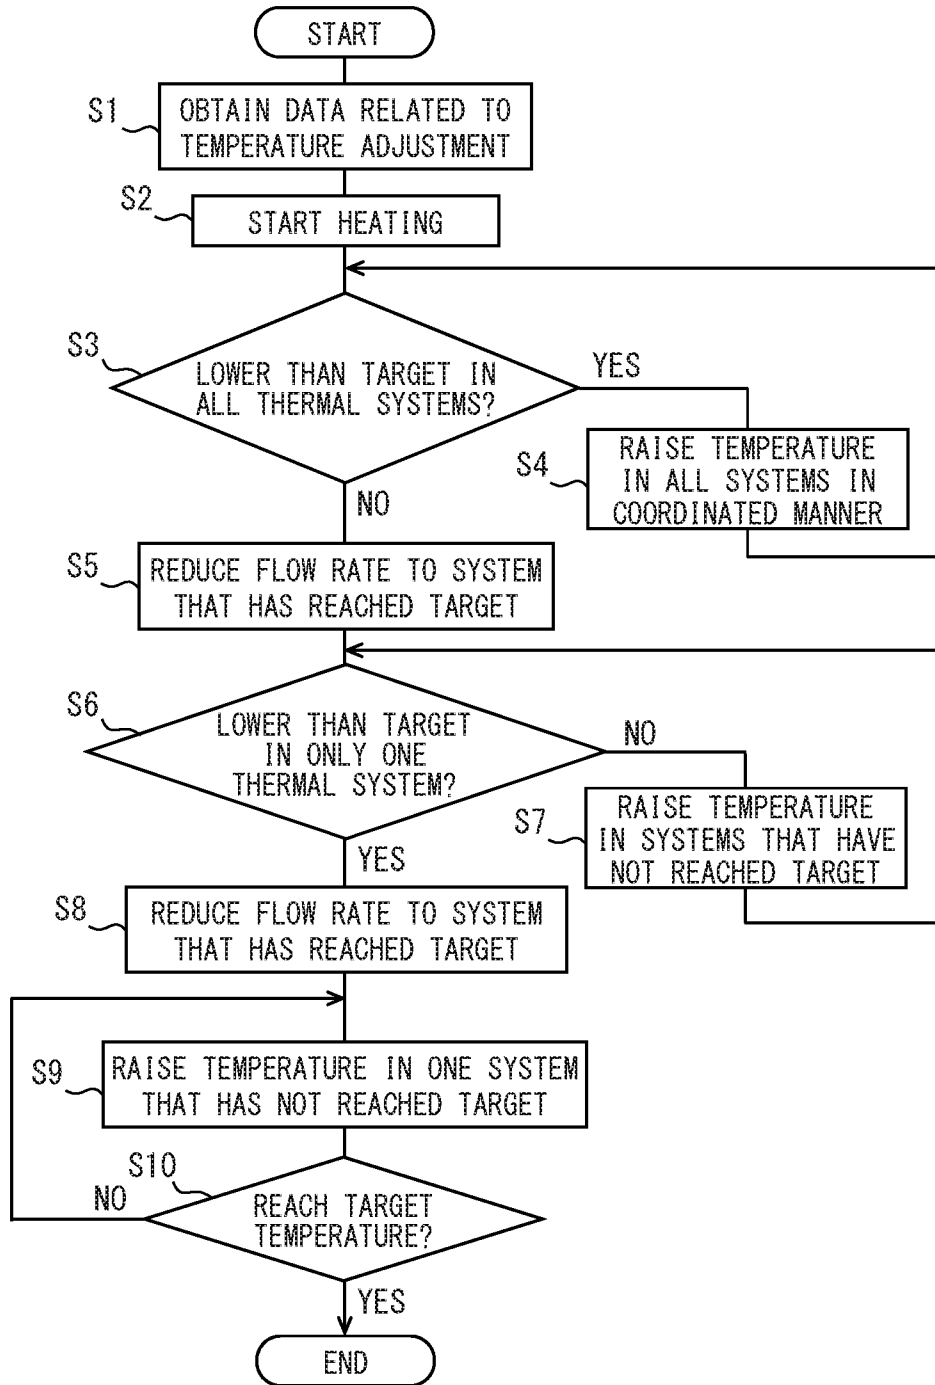 START
S1
OBTAIN DATA RELATED TO
TEMPERATURE ADJUSTMENT
S2
START HEATING
S3
LOWER THAN TARGET IN
ALL THERMAL SYSTEMS?
YES
S4
RAISE TEMPERATURE
IN ALL SYSTEMS IN
COORDINATED MANNER
NO
S5
REDUCE FLOW RATE TO SYSTEM
THAT HAS REACHED TARGET
S6
LOWER THAN TARGET
IN ONLY ONE
THERMAL SYSTEM?
NO
S7
RAISE TEMPERATURE
IN SYSTEMS THAT HAVE
NOT REACHED TARGET
YES
S8
REDUCE FLOW RATE TO SYSTEM
THAT HAS REACHED TARGET
S9
RAISE TEMPERATURE IN ONE SYSTEM
THAT HAS NOT REACHED TARGET
S10
NO
REACH TARGET
TEMPERATURE?
YES
END